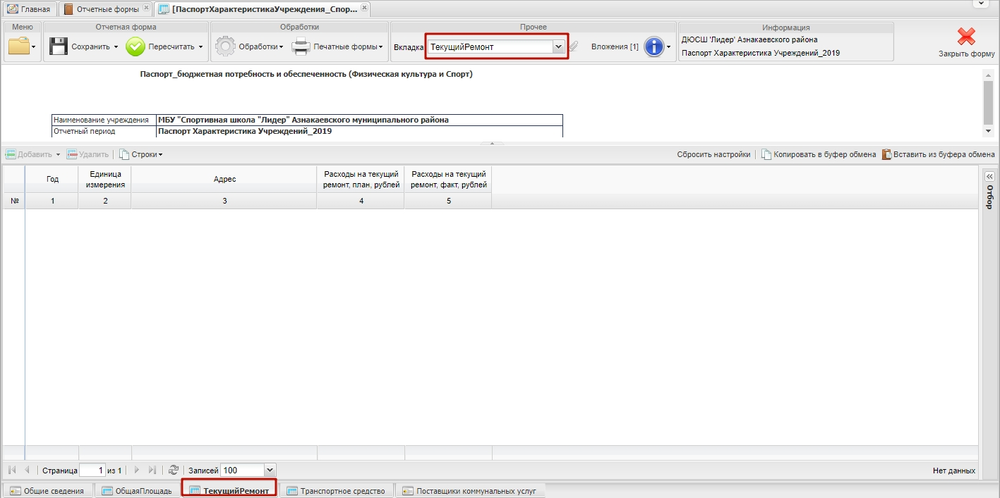 Главная
Отчетные формы
[ПаспортХарактеристикаУчреждения_Спор...
Меню
Отчетная форма
Обработки
Прочее
Информация
Сохранить
Пересчитать
Обработки
Печатные формы
Вкладка
ТекущийРемонт
Вложения [1]
ДЮСШ 'Лидер' Азнакаевского района
Паспорт Характеристика Учреждений_2019
Закрыть форму
Паспорт_бюджетная потребность и обеспеченность (Физическая культура и Спорт)
Наименование учреждения МБУ "Спортивная школа "Лидер" Азнакаевского муниципального района
Отчетный период Паспорт Характеристика Учреждений_2019
Добавить Удалить Строки Сбросить настройки Копировать в буфер обмена Вставить из буфера обмена
Год
Единица
измерения
Адрес
Расходы на текущий
ремонт, план, рублей
Расходы на текущий
ремонт, факт, рублей
№ 1 2 3 4 5
Отбор
Страница 1 из 1 Записей 100 Нет данных
Общие сведения ОбщаяПлощадь ТекущийРемонт Транспортное средство Поставщики коммунальных услуг